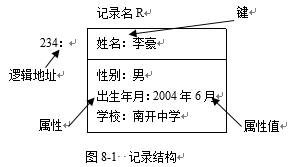 记录名 R
键
234：
姓名：李豪
逻辑地址
性别：男
出生年月：2004 年 6 月
属性
学校：南开中学
属性值
图 8-1 记录结构